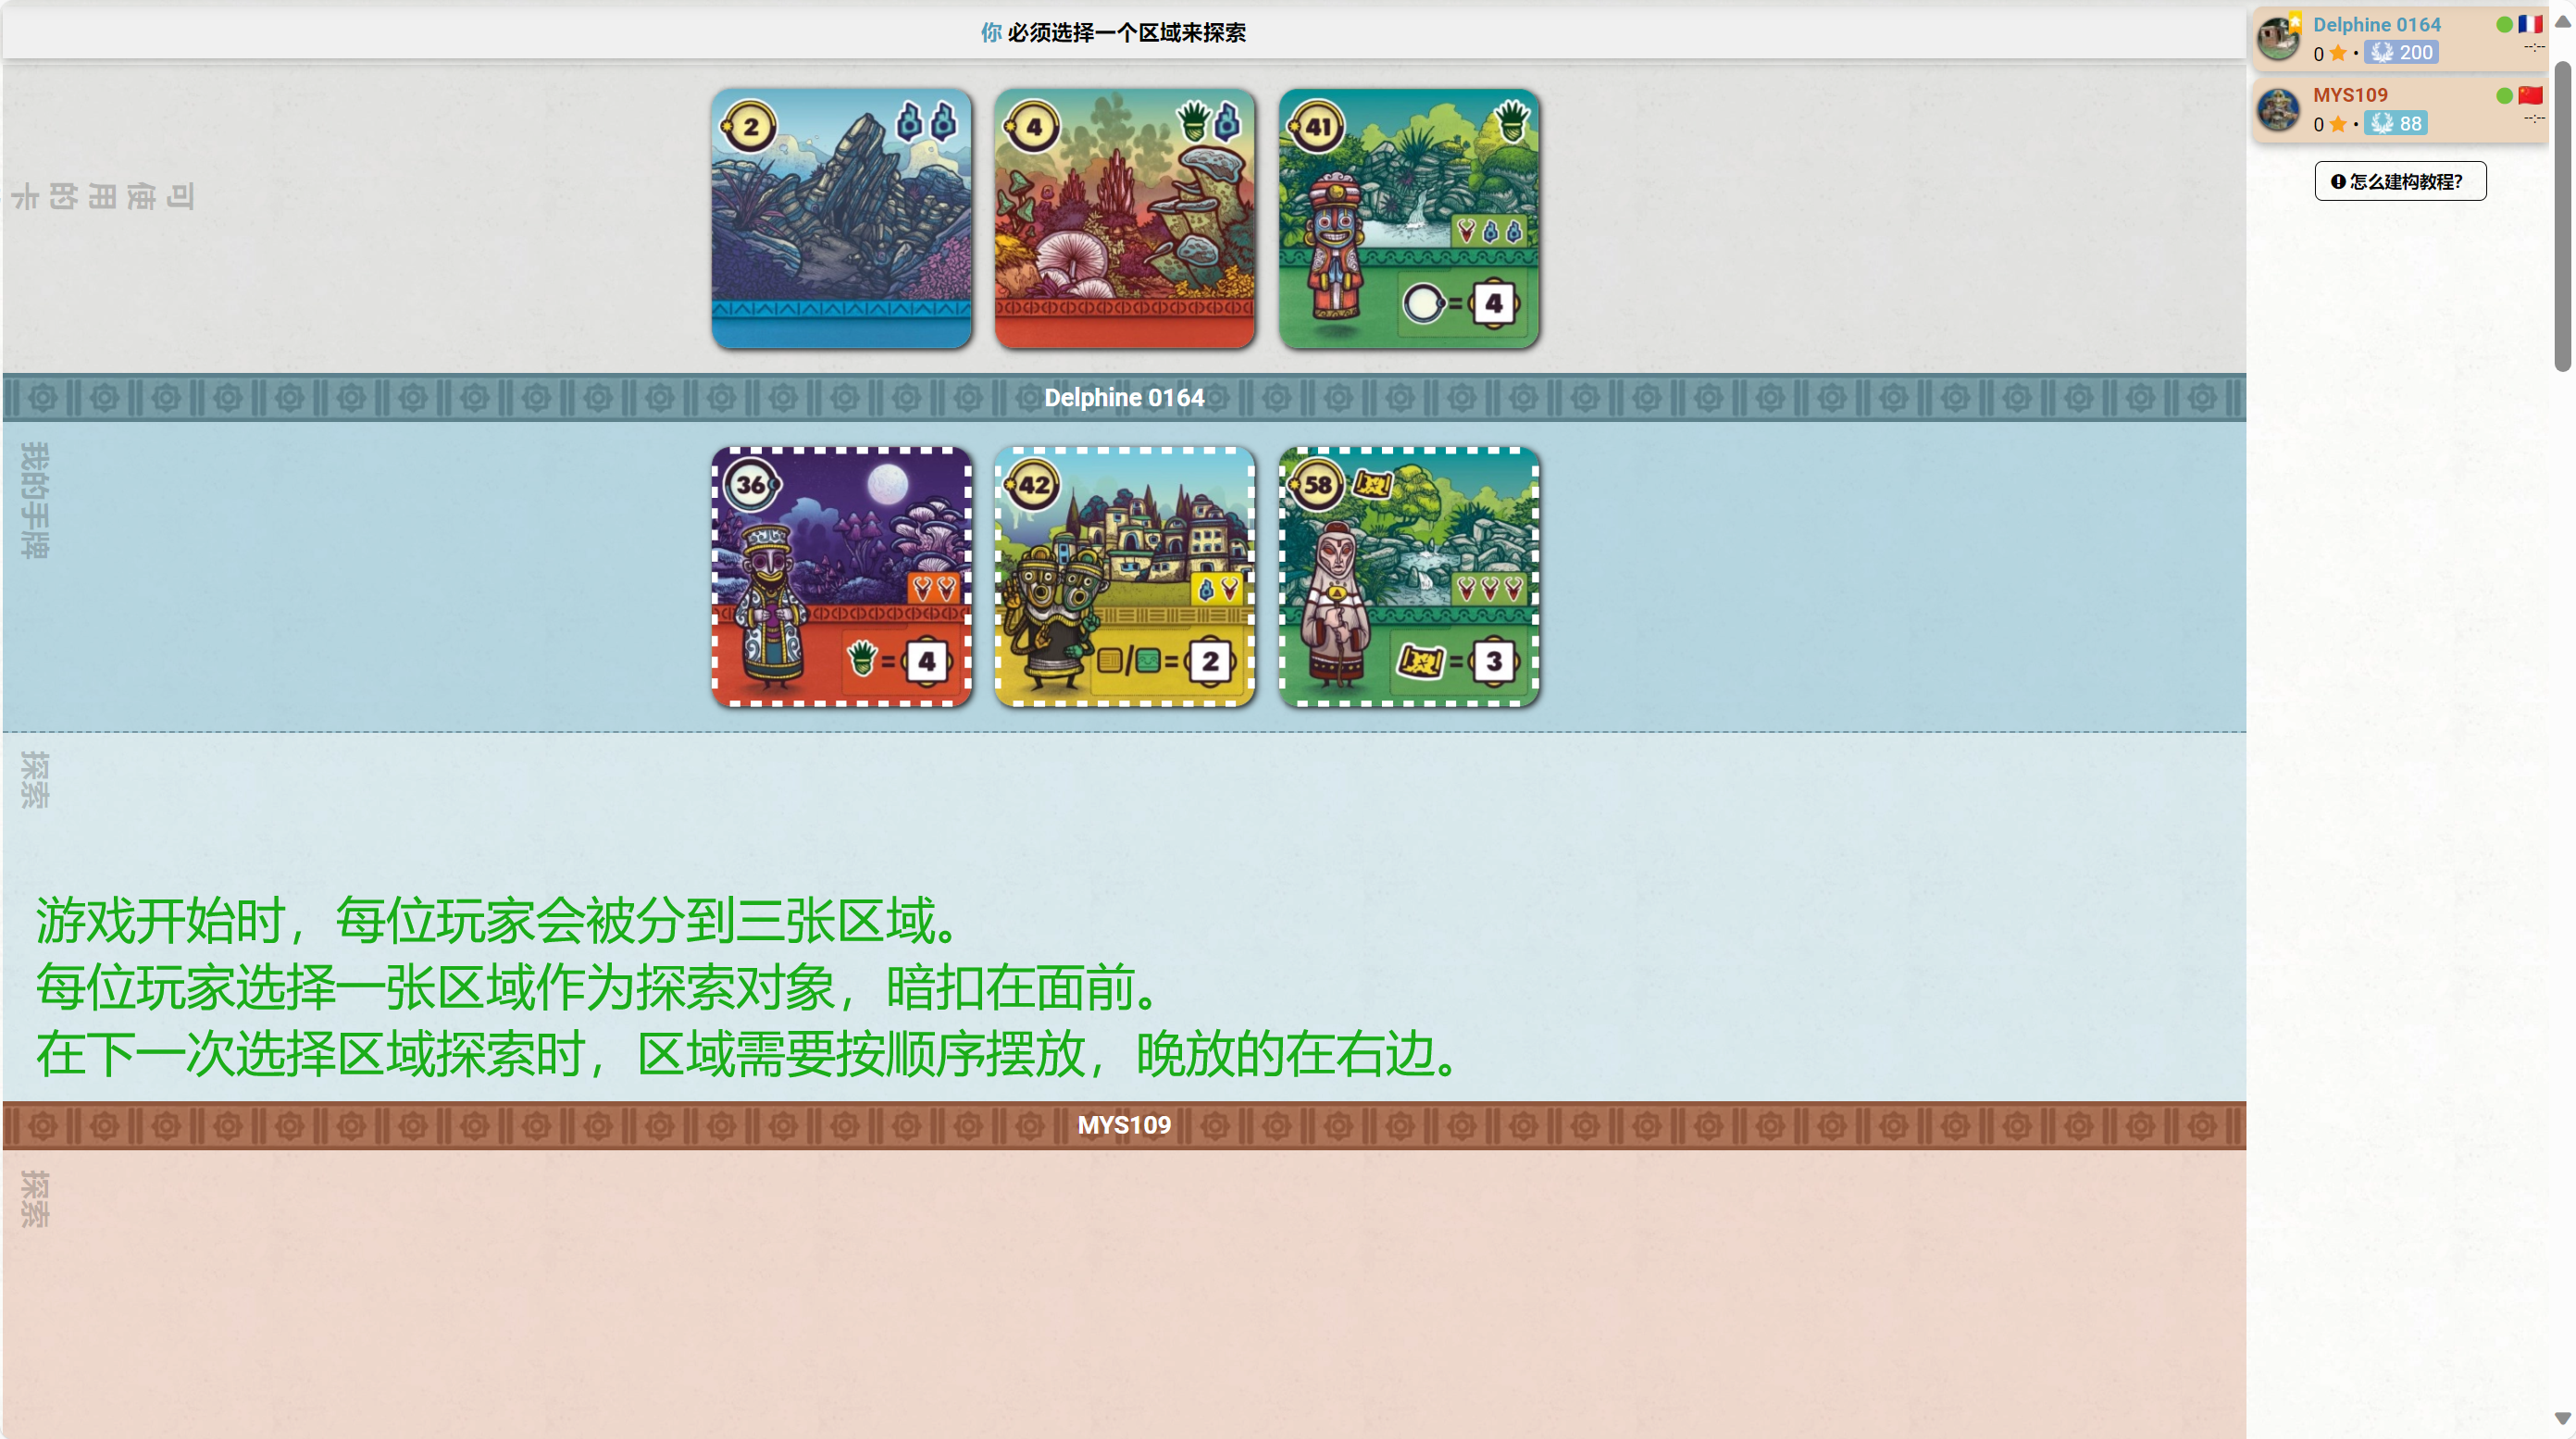 你 必须选择一个区域来探索
Delphine 0164
--:--
0 • 200
MYS109
--:--
0 • 88
怎么建构教程？
可使用的卡
2
4
41
= 4
Delphine 0164
我的手牌
36
= 4
42
/ = 2
58
= 3
探索
游戏开始时，每位玩家会被分到三张区域。
每位玩家选择一张区域作为探索对象，暗扣在面前。
在下一次选择区域探索时，区域需要按顺序摆放，晚放的在右边。
MYS109
探索